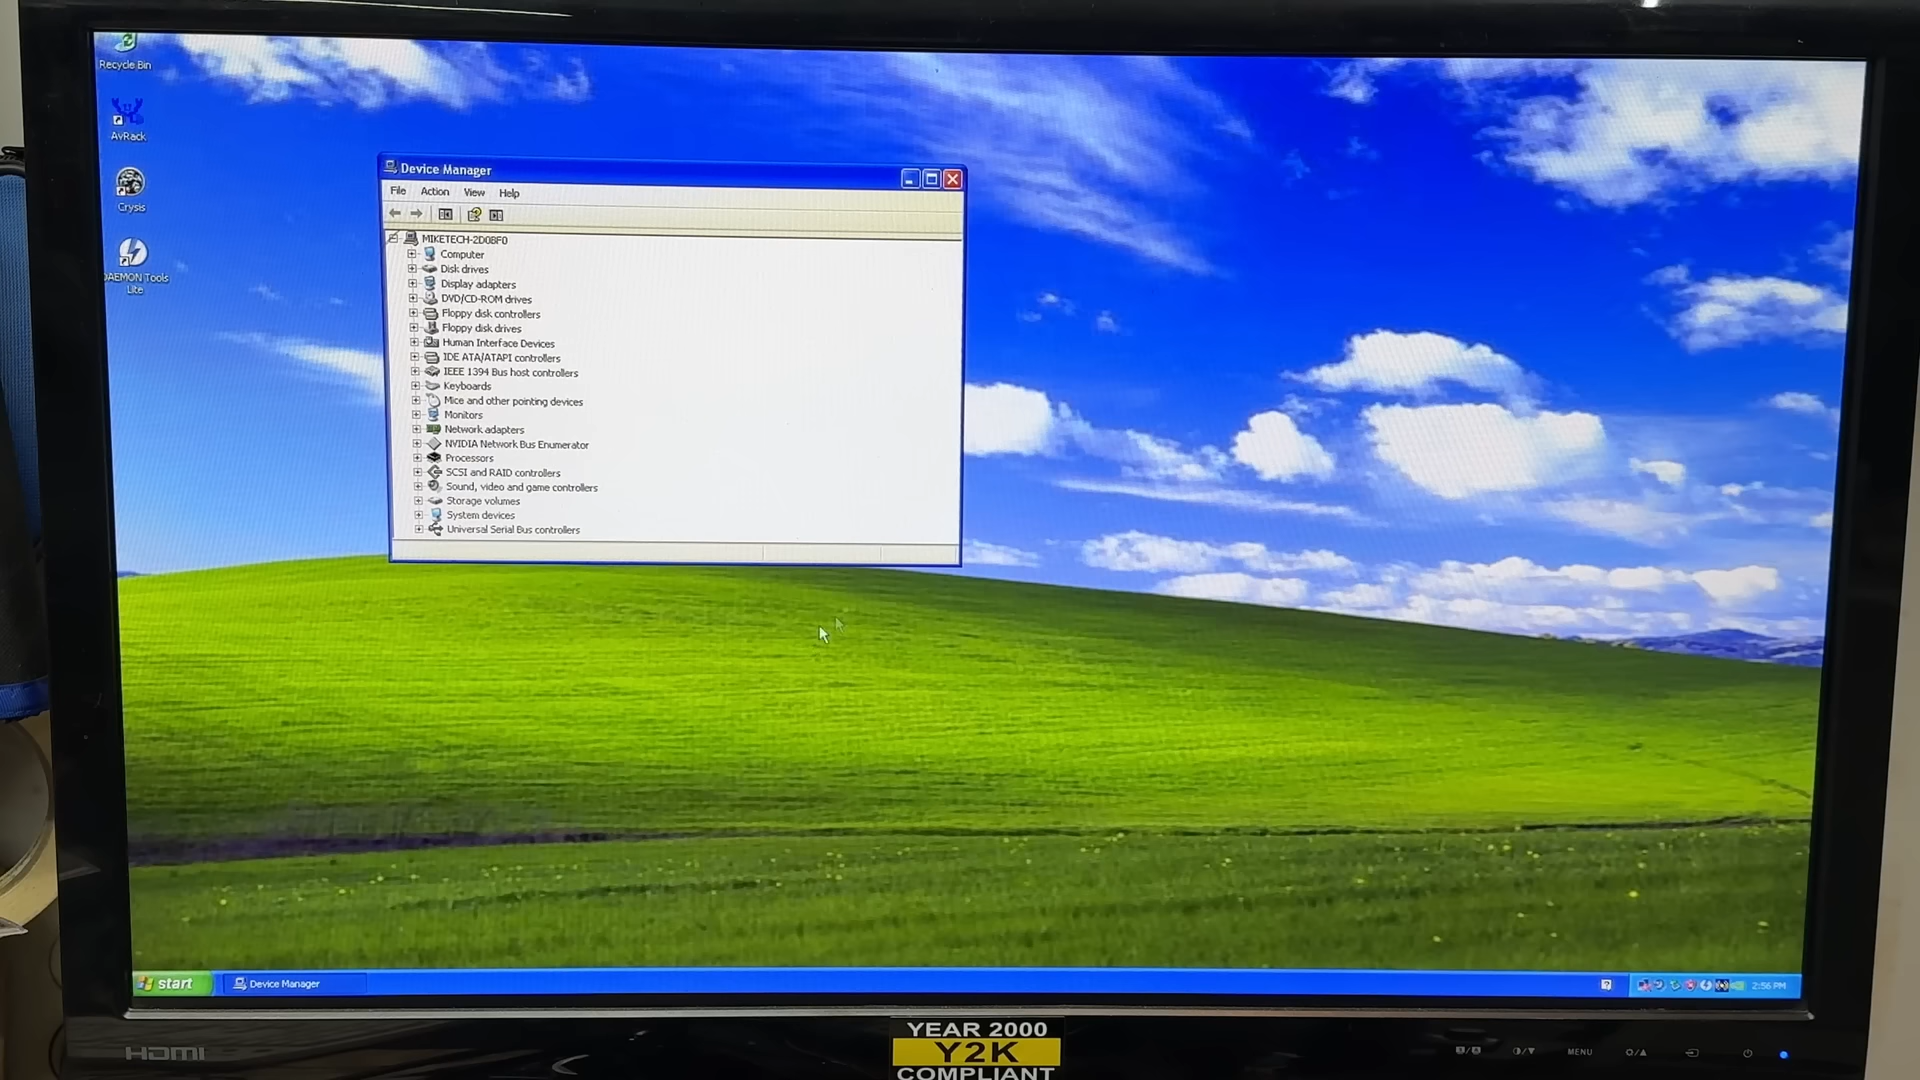 Recycle Bin
AvRack
Crysis
DAEMON Tools
Lite
Device Manager
File Action View Help
MIKETECH-2D0BF0
Computer
Disk drives
Display adapters
DVD/CD-ROM drives
Floppy disk controllers
Floppy disk drives
Human Interface Devices
IDE ATA/ATAPI controllers
IEEE 1394 Bus host controllers
Keyboards
Mice and other pointing devices
Monitors
Network adapters
NVIDIA Network Bus Enumerator
Processors
SCSI and RAID controllers
Sound, video and game controllers
Storage volumes
System devices
Universal Serial Bus controllers
start Device Manager 2:56 PM
HDMI
YEAR 2000
Y2K
COMPLIANT
MENU